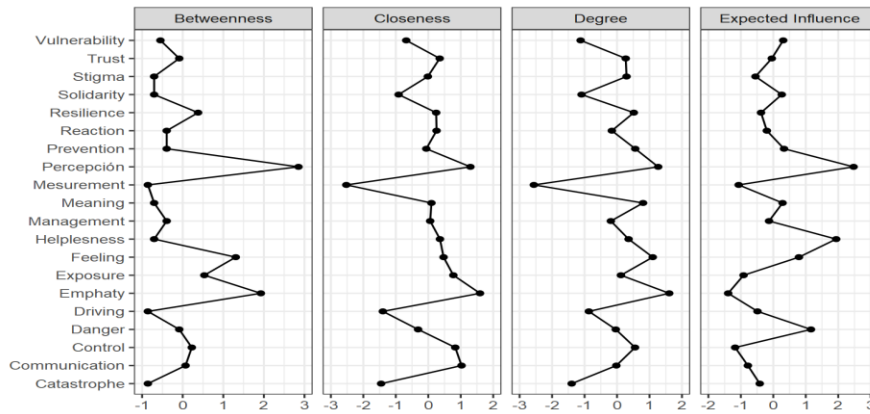 Betweenness Closeness Degree Expected Influence
Vulnerability
Trust
Stigma
Solidarity
Resilience
Reaction
Prevention
Percepción
Mesurement
Meaning
Management
Helplesness
Feeling
Exposure
Emphaty
Driving
Danger
Control
Communication
Catastrophe
-1 0 1 2 3 -3 -2 -1 0 1 2 -3 -2 -1 0 1 2 -1 0 1 2 3